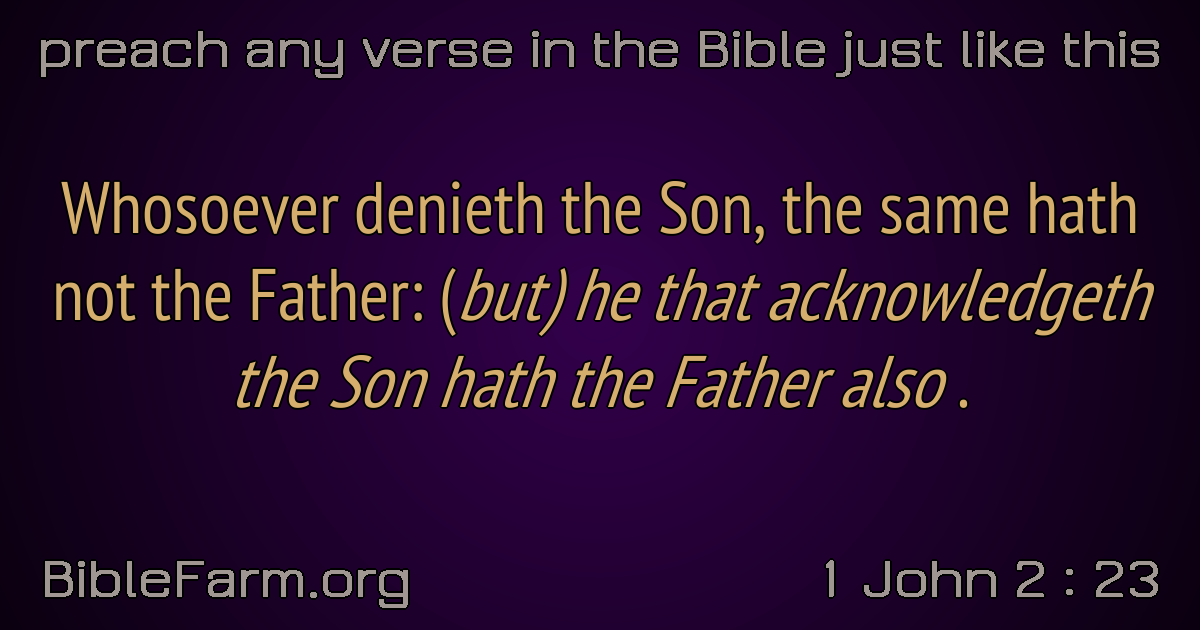 preach any verse in the Bible just like this
Whosoever denieth the Son, the same hath
not the Father: (but) he that acknowledgeth
the Son hath the Father also .
BibleFarm.org
1 John 2 : 23